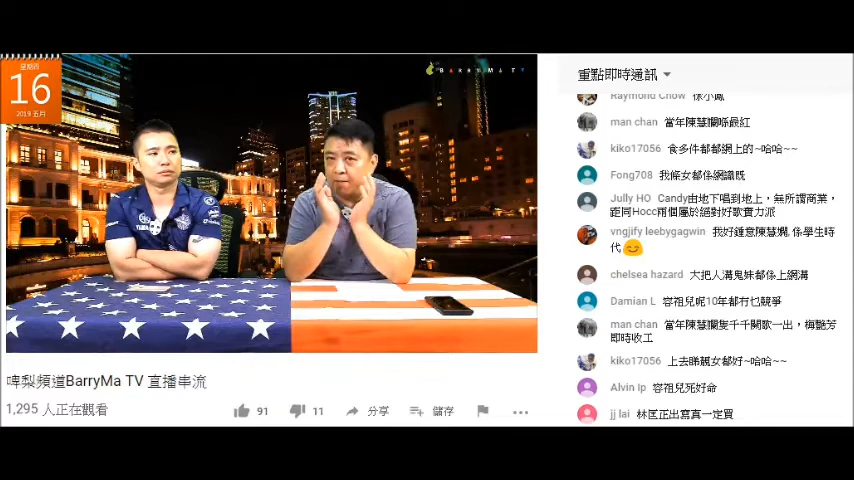 星期四
16
2019 五月
BARRYMA TV
啤梨頻道BarryMa TV 直播串流
1,295 人正在觀看
91
11
分享
儲存
重點即時通訊
Raymond Chow 徐小鳳
man chan 當年陳慧嫻係最紅
kiko17056 食多件都都網上的~哈哈~~
Fong708 我條女都係網識既
Jully HO Candy由地下唱到地上，無所謂商業，
距同Hocc兩個屬於絕對好歌實力派
vngjify leebygagwin 我好鍾意陳慧嫻, 係學生時
代😊
chelsea hazard 大把人溝鬼妹都係上網溝
Damian L 容祖兒呢10年都冇乜競爭
man chan 當年陳慧嫻隻千千闋歌一出，梅艷芳
即時收工
kiko17056 上去睇靚女都好~哈哈~~
Alvin Ip 容祖兒死好命
jj lai 林匡正出寫真一定買